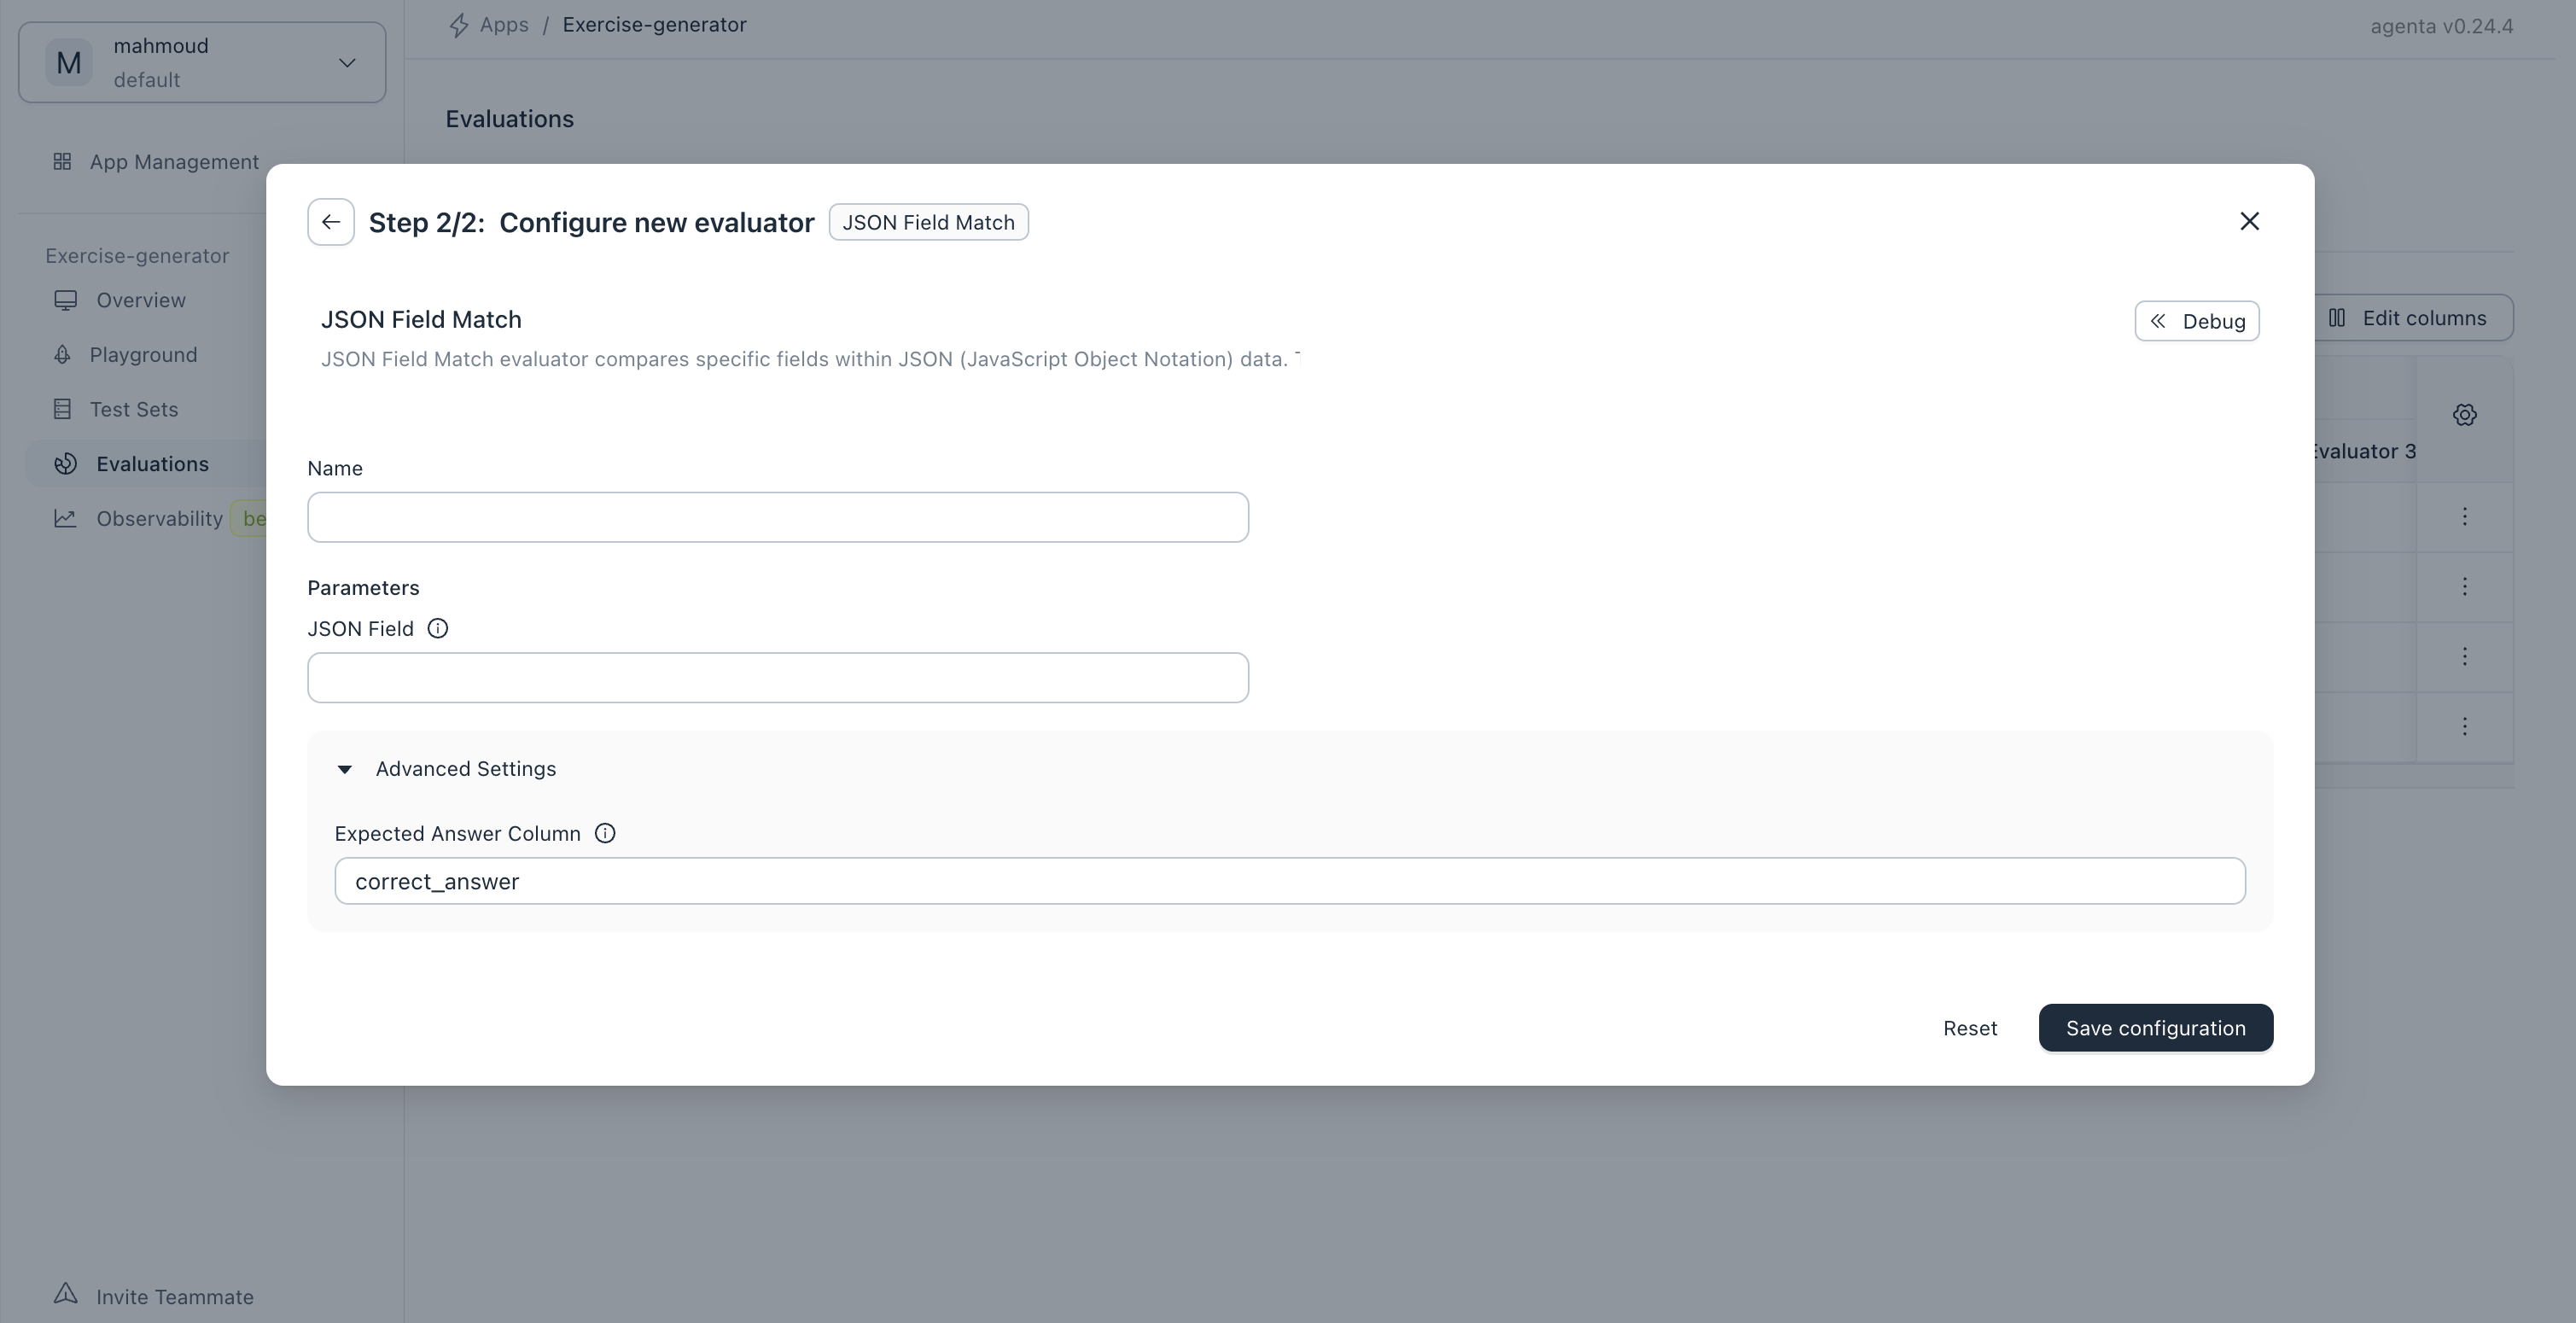 M
mahmoud
default
Apps / Exercise-generator
agenta v0.24.4
App Management
Exercise-generator
Overview
Playground
Test Sets
Evaluations
Observability be
Invite Teammate
Evaluations
Edit columns
Evaluator 3
Step 2/2: Configure new evaluator JSON Field Match
JSON Field Match
Debug
JSON Field Match evaluator compares specific fields within JSON (JavaScript Object Notation) data.
Name
Parameters
JSON Field
Advanced Settings
Expected Answer Column
correct_answer
Reset
Save configuration